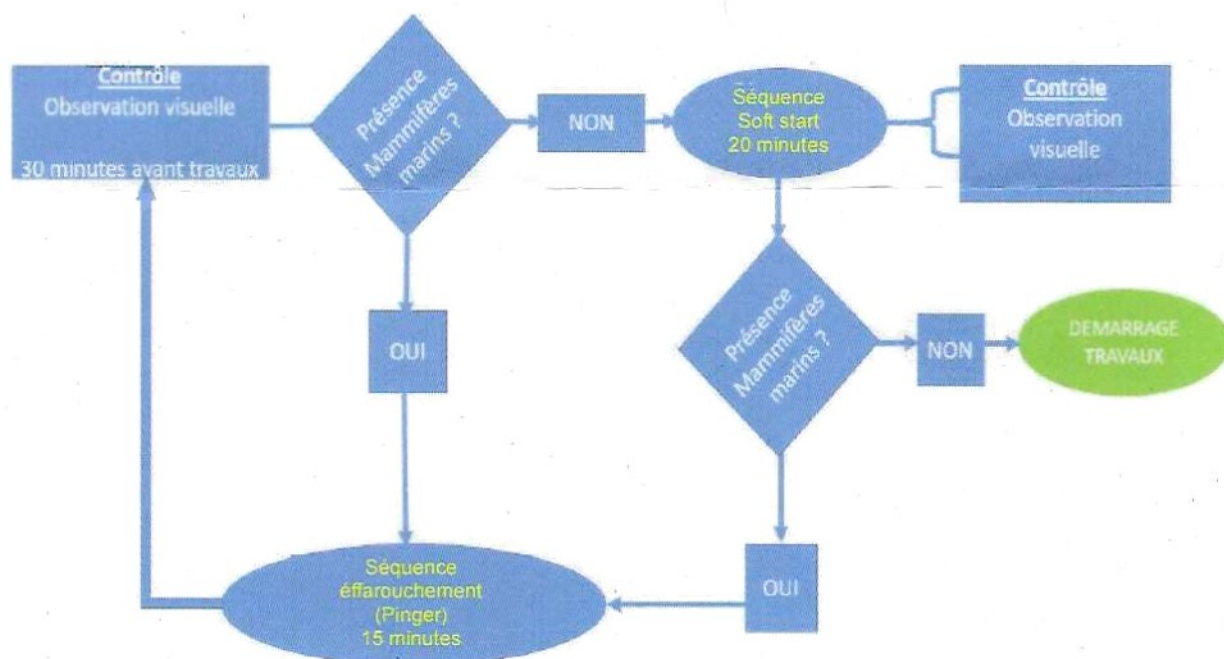 Contrôle
Observation visuelle
30 minutes avant travaux
Présence
Mammifères
marins ?
NON
Séquence
Soft start
20 minutes
Contrôle
Observation
visuelle
OUI
Présence
Mammifères
marins ?
NON
DEMARRAGE
TRAVAUX
OUI
Séquence
éffarouchement
(Pinger)
15 minutes